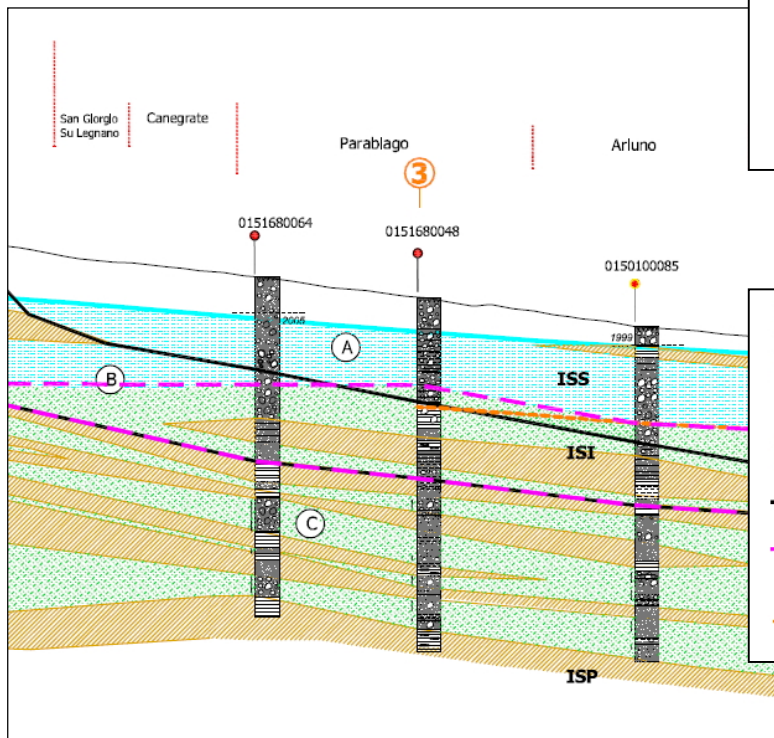 San Giorgio
Su Legnano
Canegrate
Parablago
Arluno
3
0151680064
0151680048
0150100085
2005
1999
A
ISS
B
ISI
C
ISP